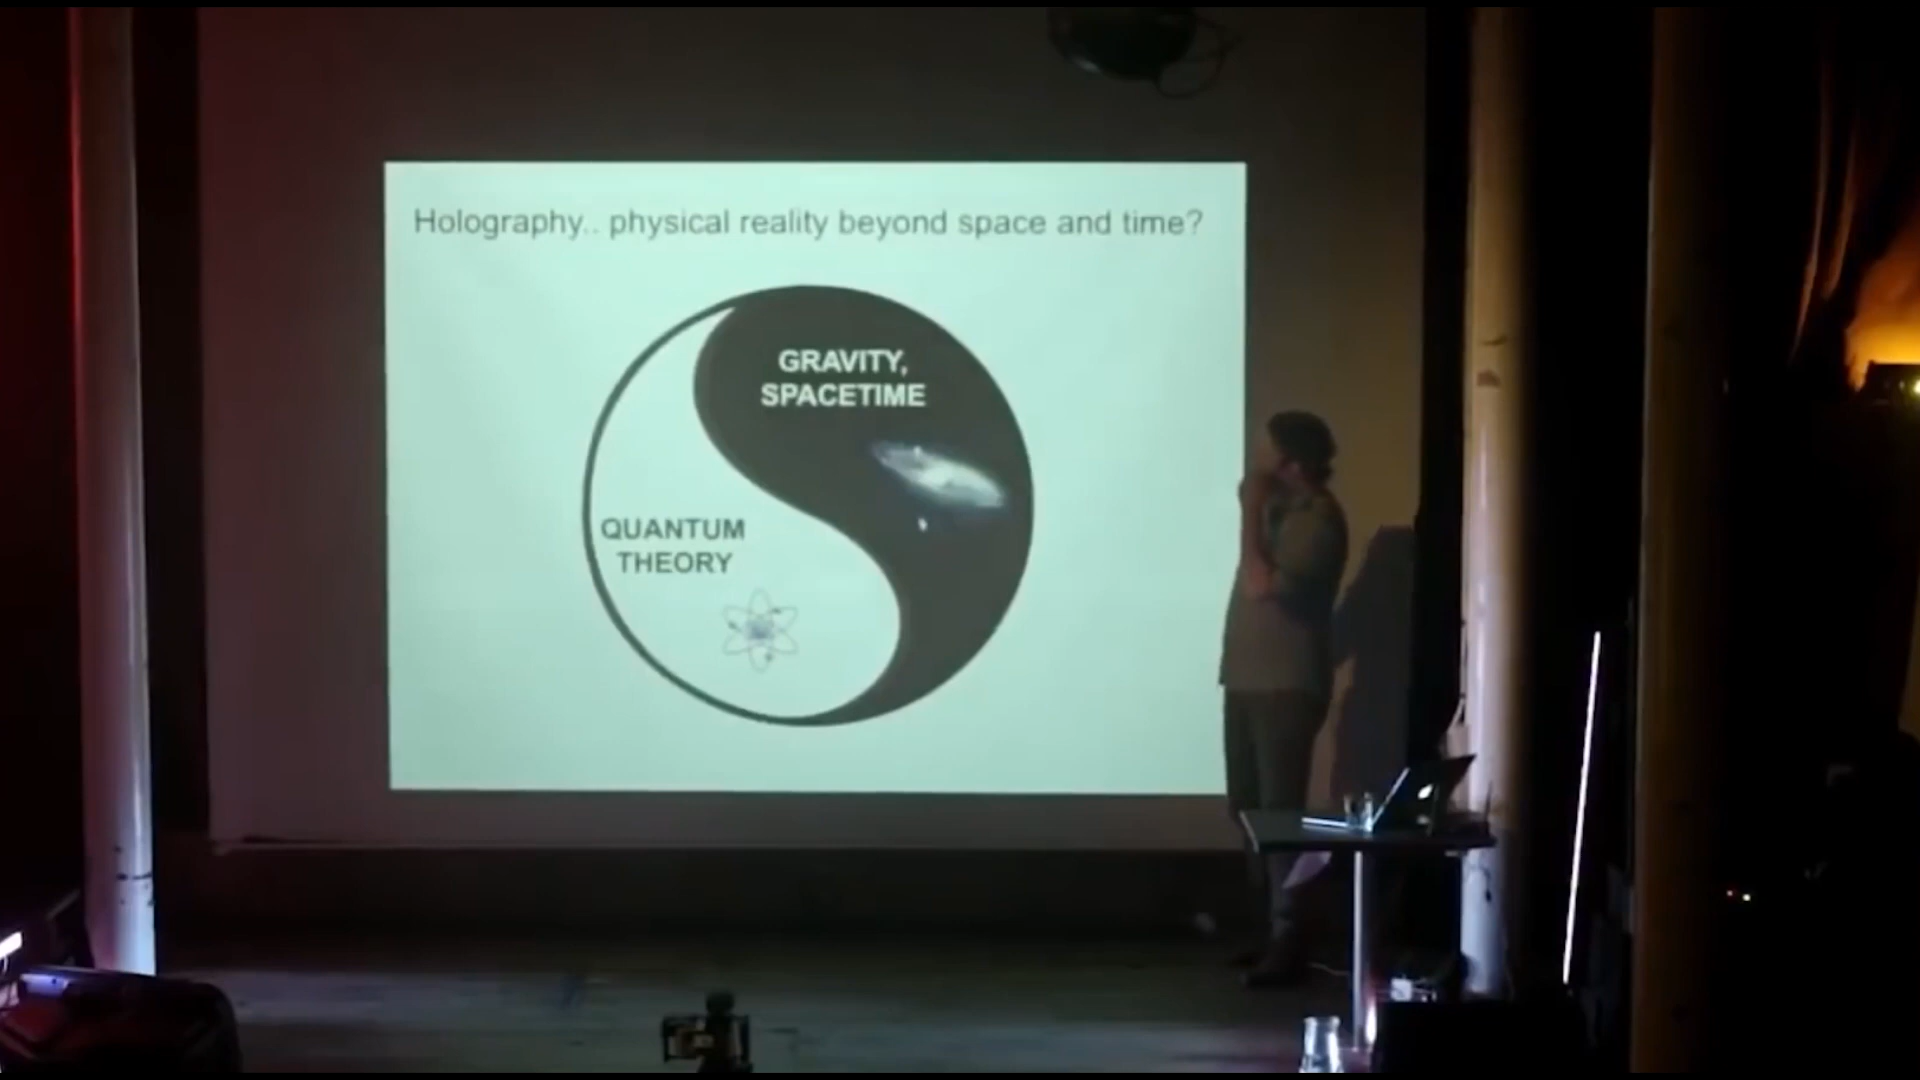 Holography.. physical reality beyond space and time?
GRAVITY,
SPACETIME
QUANTUM
THEORY